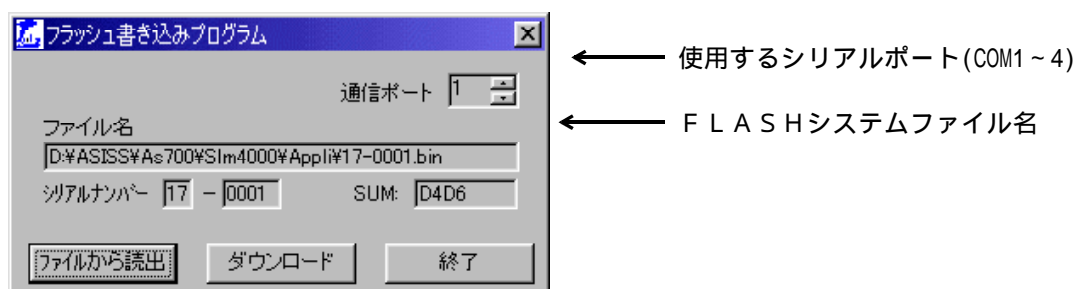 フラッシュ書き込みプログラム
使用するシリアルポート(COM1~4)
通信ポート 1
FLASHシステムファイル名
ファイル名
D:¥ASISS¥As700¥Slm4000¥Appli¥17-0001.bin
シリアルナンバー 17 - 0001 SUM: D4D6
ファイルから読出 ダウンロード 終了